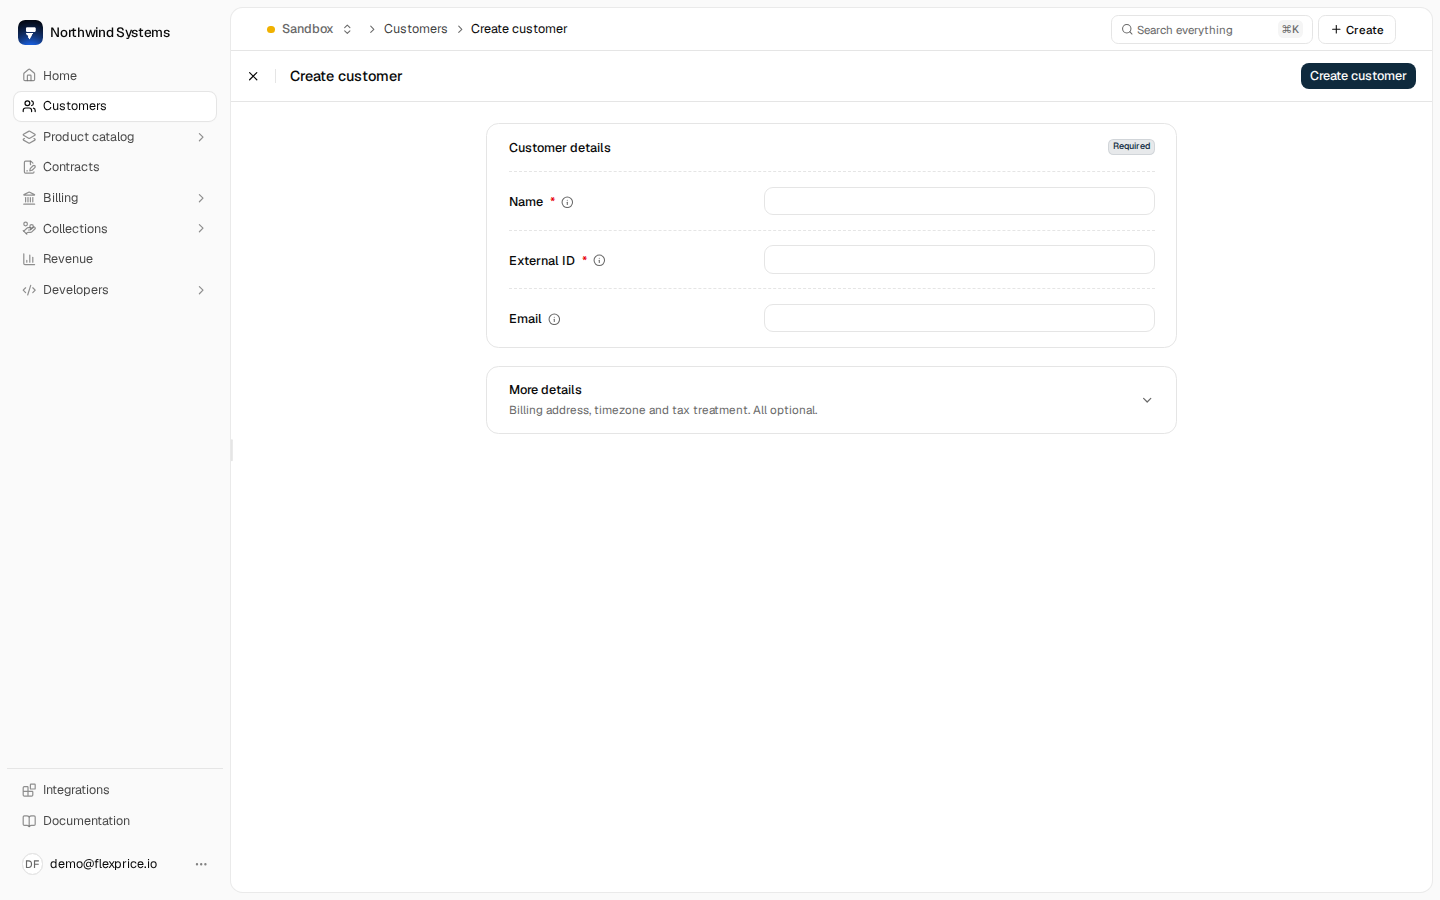 Northwind Systems
Home
Customers
Product catalog
Contracts
Billing
Collections
Revenue
Developers
Integrations
Documentation
DF demo@flexprice.io
Sandbox Customers Create customer
Search everything ⌘K
Create
Create customer
Create customer
Customer details
Required
Name *
External ID *
Email
More details
Billing address, timezone and tax treatment. All optional.